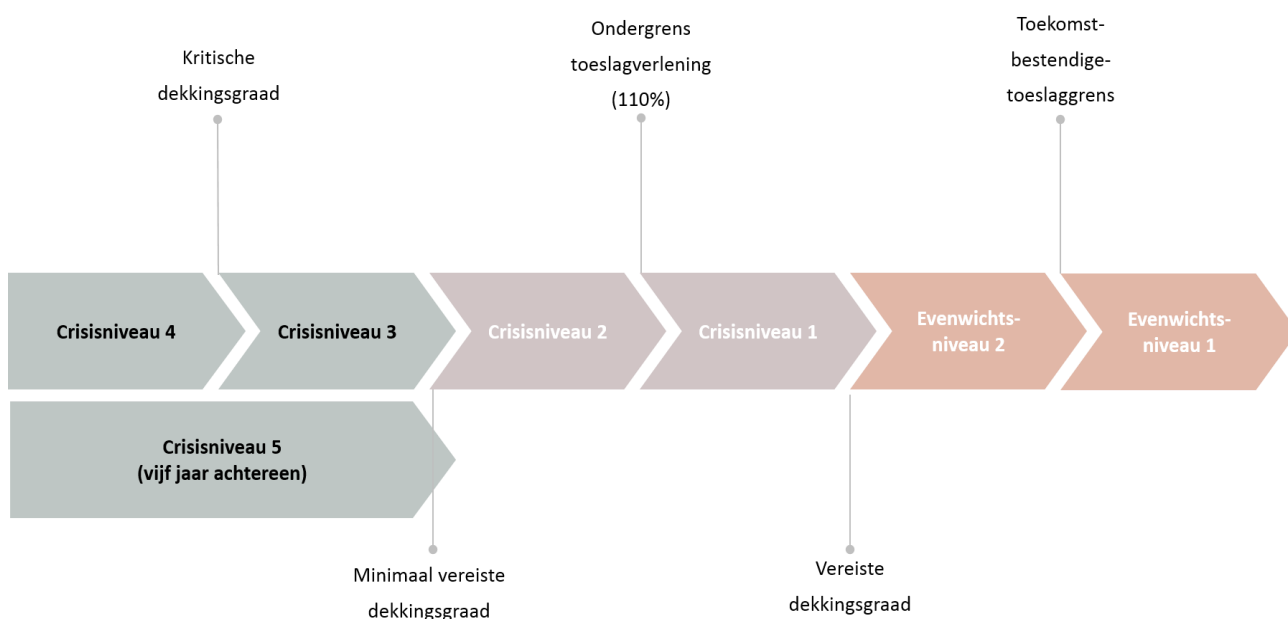 Kritische
dekkingsgraad
Ondergrens
toeslagverlening
(110%)
Toekomst-
bestendige-
toeslaggrens
Crisisniveau 4
Crisisniveau 3
Crisisniveau 2
Crisisniveau 1
Evenwichts-
niveau 2
Evenwichts-
niveau 1
Crisisniveau 5
(vijf jaar achtereen)
Minimaal vereiste
dekkingsgraad
Vereiste
dekkingsgraad